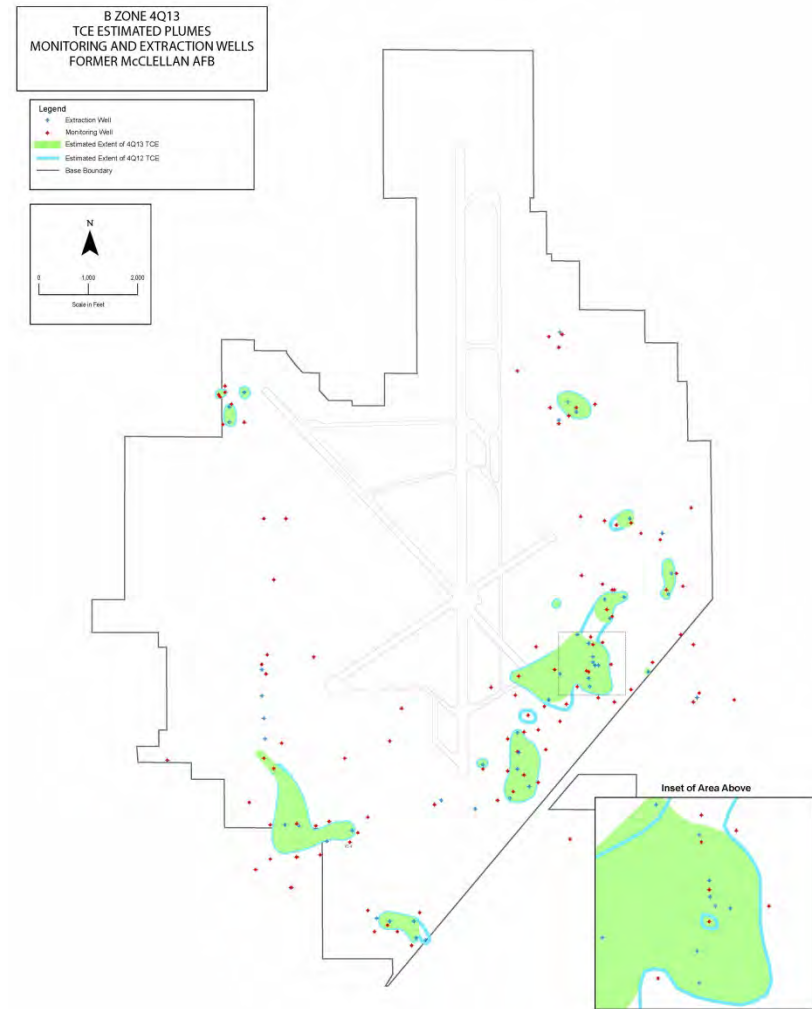 B ZONE 4Q13
TCE ESTIMATED PLUMES
MONITORING AND EXTRACTION WELLS
FORMER McCLELLAN AFB
Legend
Extraction Well
Monitoring Well
Estimated Extent of 4Q13 TCE
Estimated Extent of 4Q12 TCE
Base Boundary
N
0 1,000 2,000
Scale in Feet
Inset of Area Above